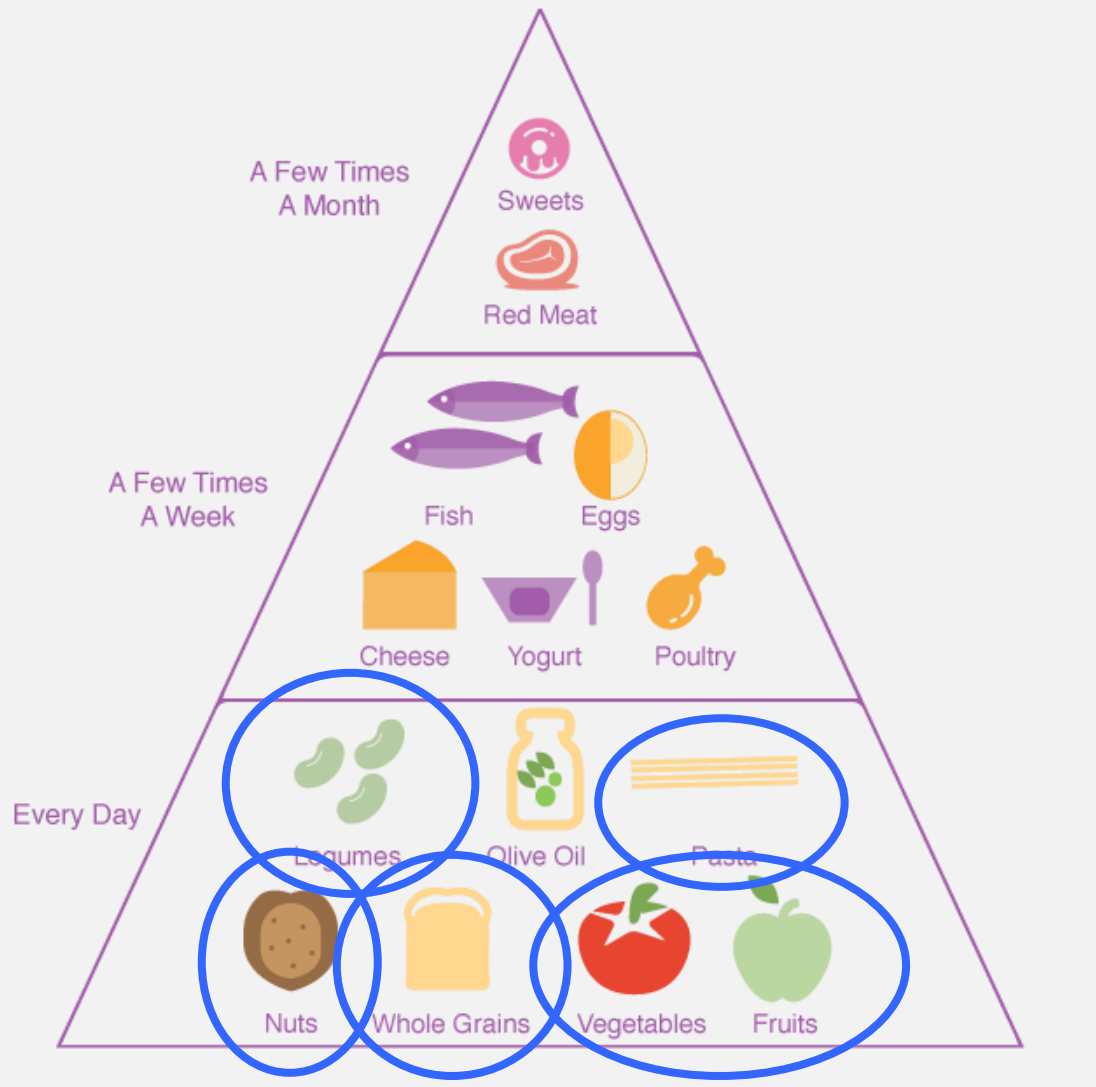 Sweets
A Few Times
A Month
Red Meat
A Few Times
A Week
Fish
Eggs
Cheese
Yogurt
Poultry
Every Day
Legumes
Olive Oil
Pasta
Nuts
Whole Grains
Vegetables
Fruits